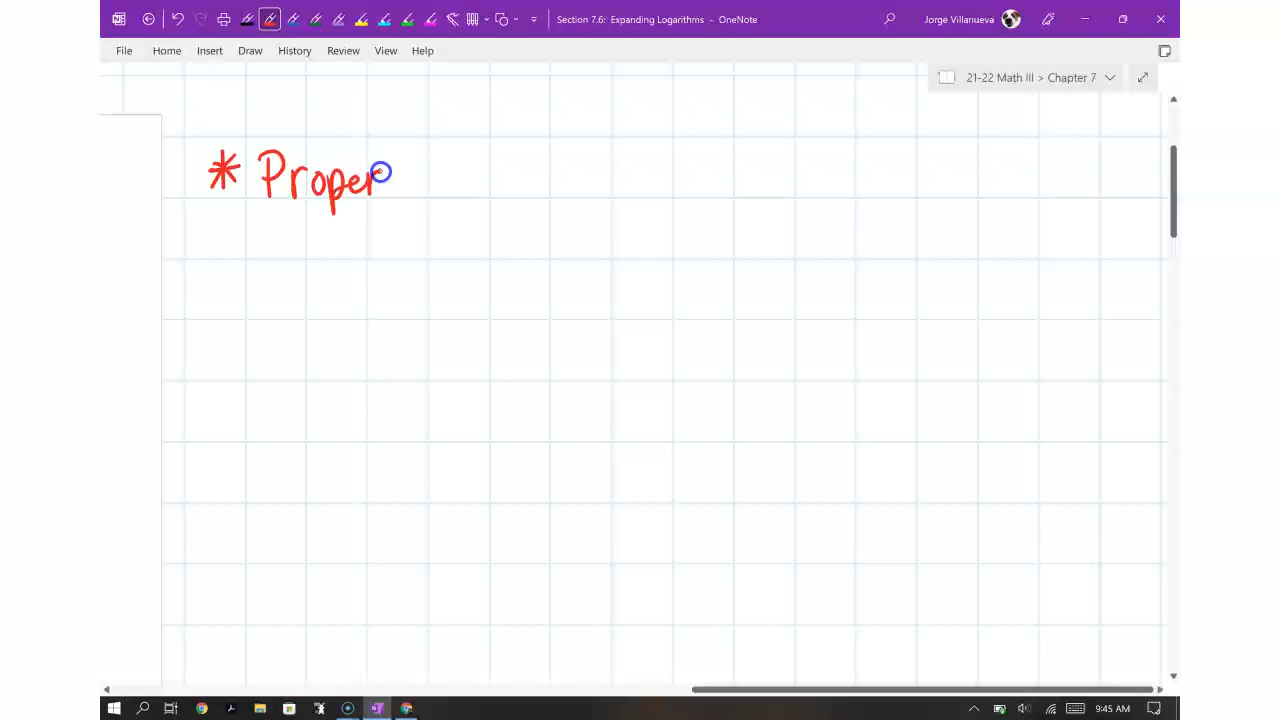 Section 7.6: Expanding Logarithms - OneNote
Jorge Villanueva
File Home Insert Draw History Review View Help
21-22 Math III > Chapter 7
* Proper
9:45 AM